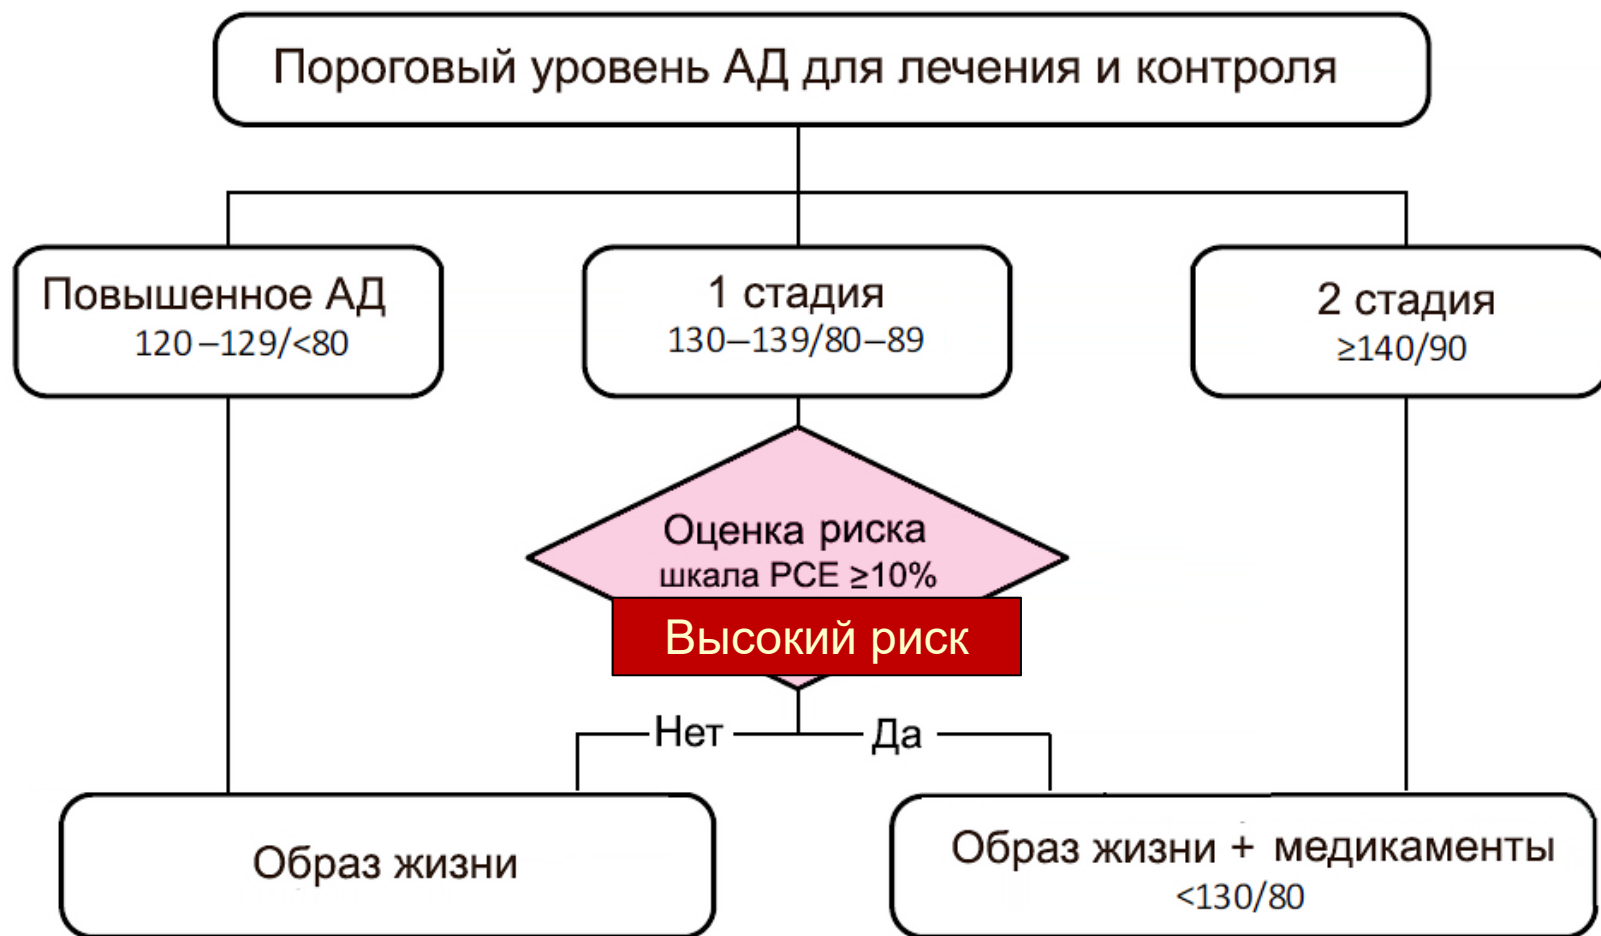 Пороговый уровень АД для лечения и контроля
Повышенное АД
120–129/<80
1 стадия
130–139/80–89
2 стадия
≥140/90
Оценка риска
шкала PCE ≥10%
Высокий риск
Нет
Да
Образ жизни
Образ жизни + медикаменты
<130/80